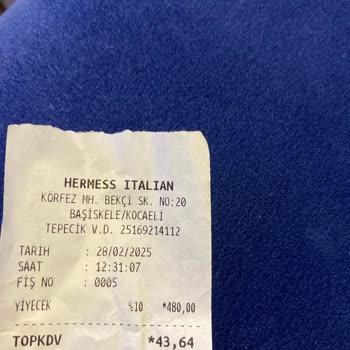 HERMESS ITALIAN
KÖRFEZ MH. BEKÇİ SK. NO:20
BAŞİSKELE/KOCAELİ
TEPECİK V.D. 25169214112
TARIH : 28/02/2025
SAAT : 12:31:07
FİŞ NO : 0005
YİYECEK %10 *480,00
TOPKDV *43,64